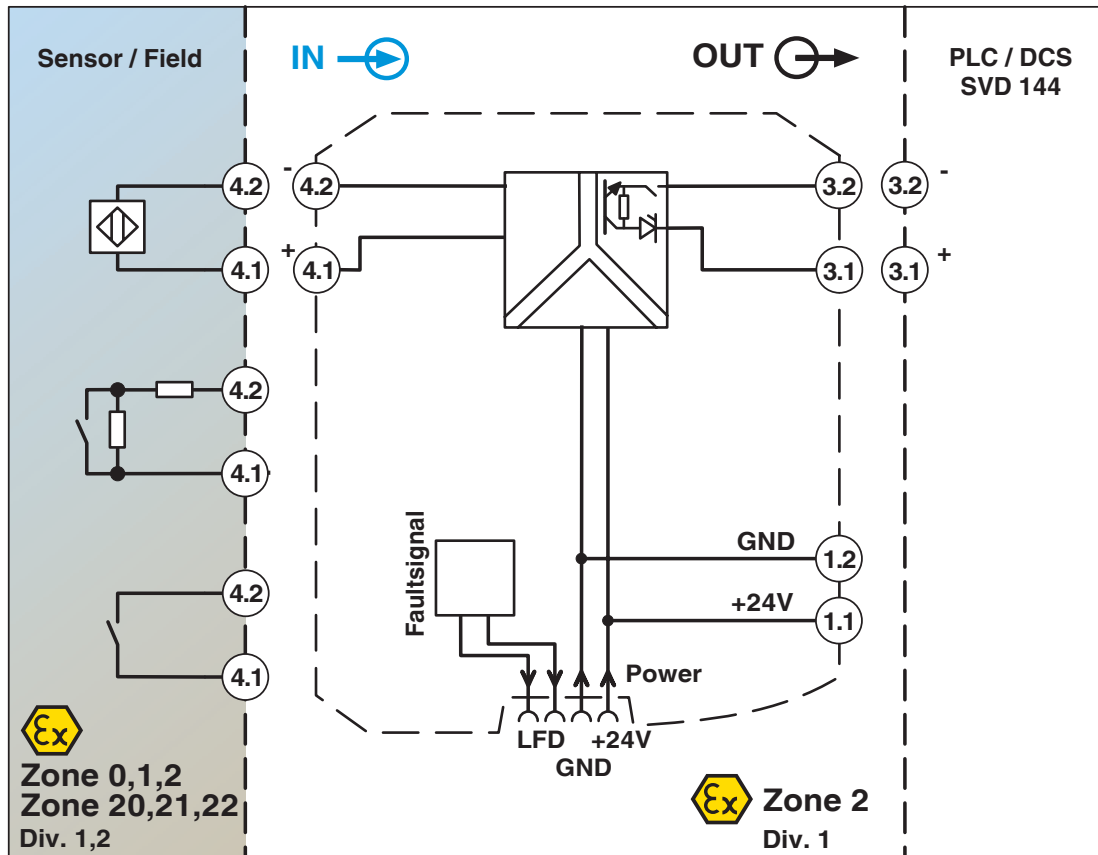 Sensor / Field
IN
OUT
PLC / DCS
SVD 144
4.2
-
4.2
3.2
3.2
-
4.1
+
4.1
3.1
3.1
+
4.2
4.1
Faultsignal
GND
1.2
+24V
1.1
4.2
4.1
Power
LFD
+24V
GND
Ex
Zone 0,1,2
Zone 20,21,22
Div. 1,2
Ex
Zone 2
Div. 1